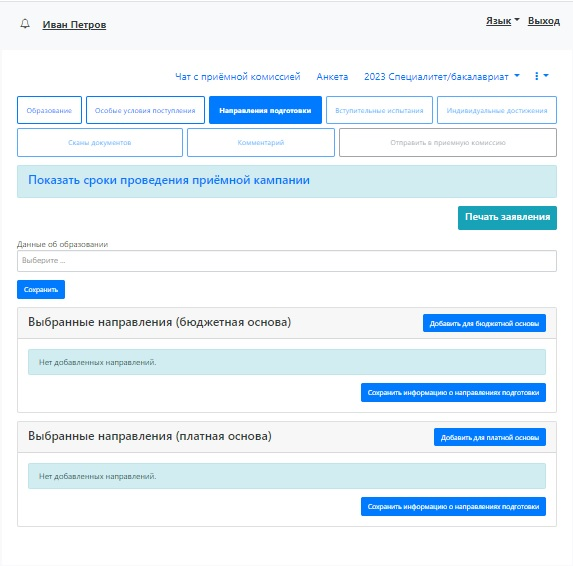 Иван Петров
Язык Выход
Чат с приёмной комиссией Анкета 2023 Специалитет/бакалавриат
Образование Особые условия поступления Направления подготовки Вступительные испытания Индивидуальные достижения
Сканы документов Комментарий Отправить в приемную комиссию
Показать сроки проведения приёмной кампании
Печать заявления
Данные об образовании
Выберите ...
Сохранить
Выбранные направления (бюджетная основа) Добавить для бюджетной основы
Нет добавленных направлений.
Сохранить информацию о направлениях подготовки
Выбранные направления (платная основа) Добавить для платной основы
Нет добавленных направлений.
Сохранить информацию о направлениях подготовки